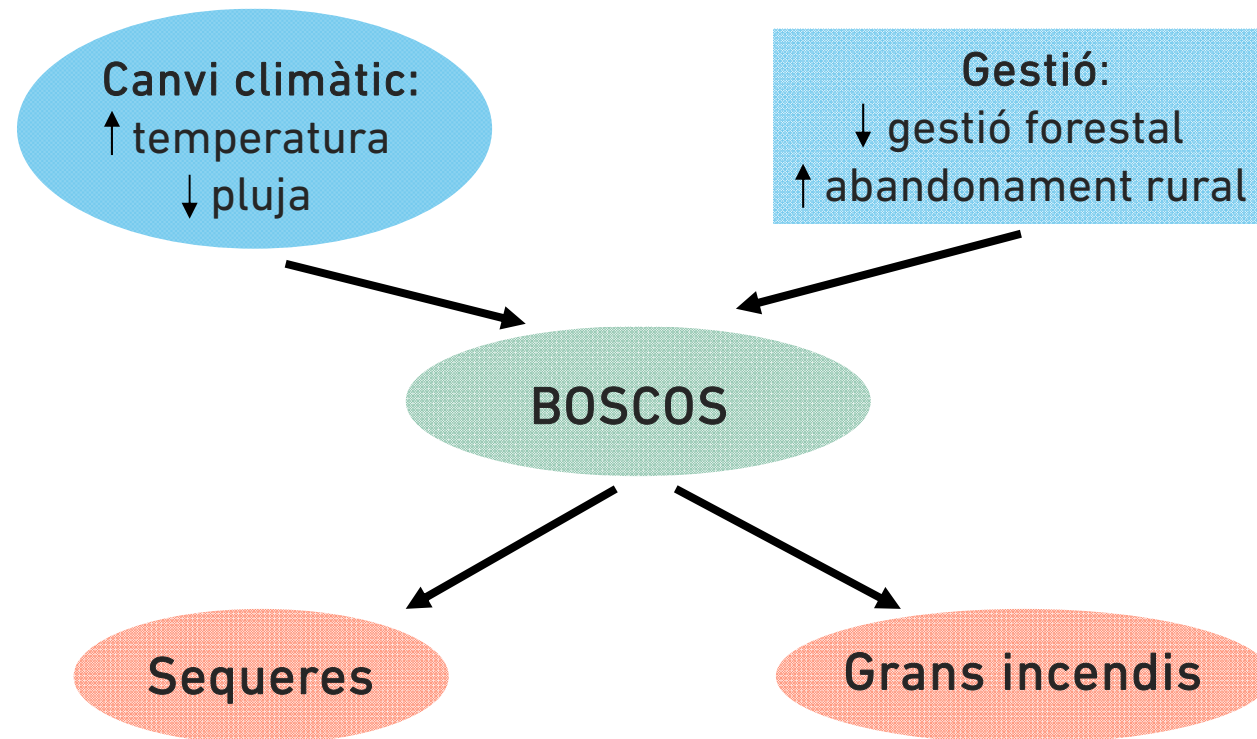 Canvi climàtic:
↑ temperatura
↓ pluja
Gestió:
↓ gestió forestal
↑ abandonament rural
BOSCOS
Sequeres
Grans incendis